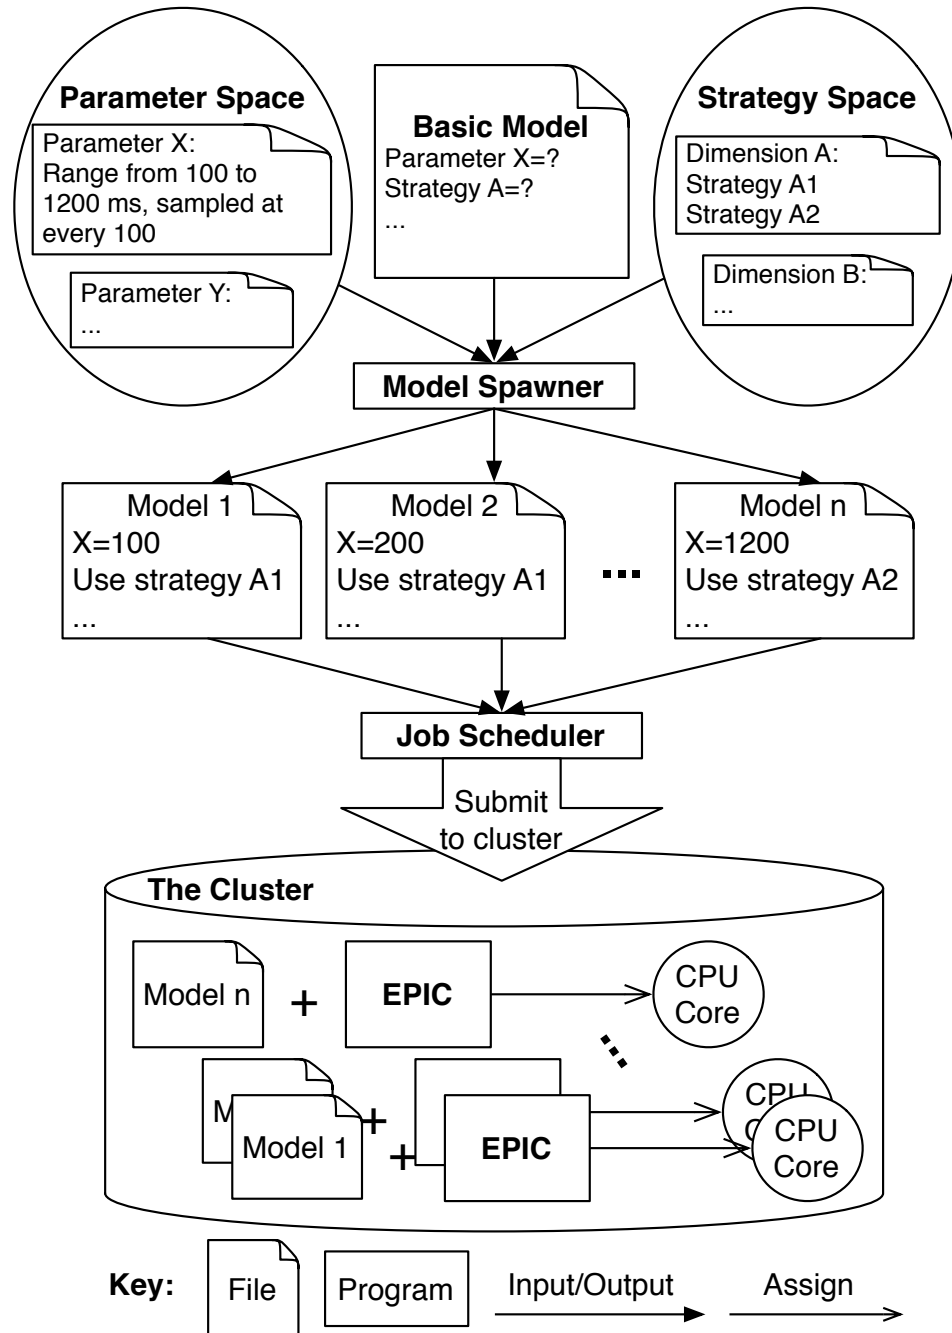 Parameter Space
Parameter X:
Range from 100 to
1200 ms, sampled at
every 100
Parameter Y:
...
Basic Model
Parameter X=?
Strategy A=?
...
Strategy Space
Dimension A:
Strategy A1
Strategy A2
Dimension B:
...
Model Spawner
Model 1
X=100
Use strategy A1
...
Model 2
X=200
Use strategy A1
...
...
Model n
X=1200
Use strategy A2
...
Job Scheduler
Submit
to cluster
The Cluster
Model n
+
EPIC
CPU
Core
...
M
+
CPU
C
Model 1
+
EPIC
CPU
Core
Key:
File
Program
Input/Output
Assign